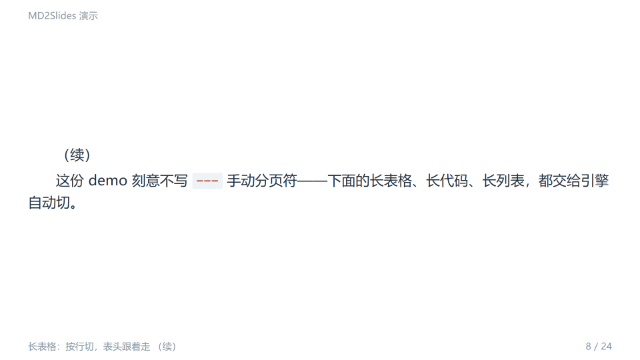 MD2Slides 演示
（续）
这份 demo 刻意不写 --- 手动分页符——下面的长表格、长代码、长列表，都交给引擎
自动切。
长表格：按行切，表头跟着走 （续）
8 / 24